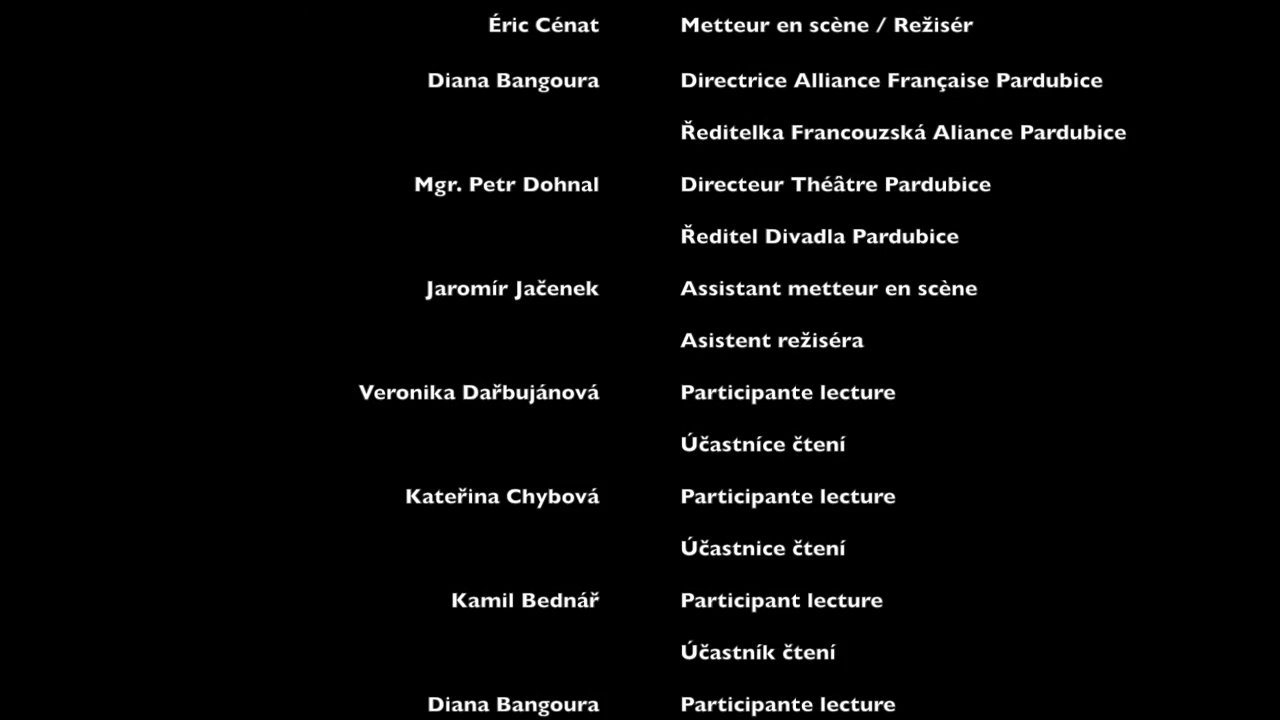 Éric Cénat Metteur en scène / Režisér
Diana Bangoura Directrice Alliance Française Pardubice
Ředitelka Francouzská Aliance Pardubice
Mgr. Petr Dohnal Directeur Théâtre Pardubice
Ředitel Divadla Pardubice
Jaromír Jačenek Assistant metteur en scène
Asistent režiséra
Veronika Dařbujánová Participante lecture
Účastníce čtení
Kateřina Chybová Participante lecture
Účastnice čtení
Kamil Bednář Participant lecture
Účastník čtení
Diana Bangoura Participante lecture